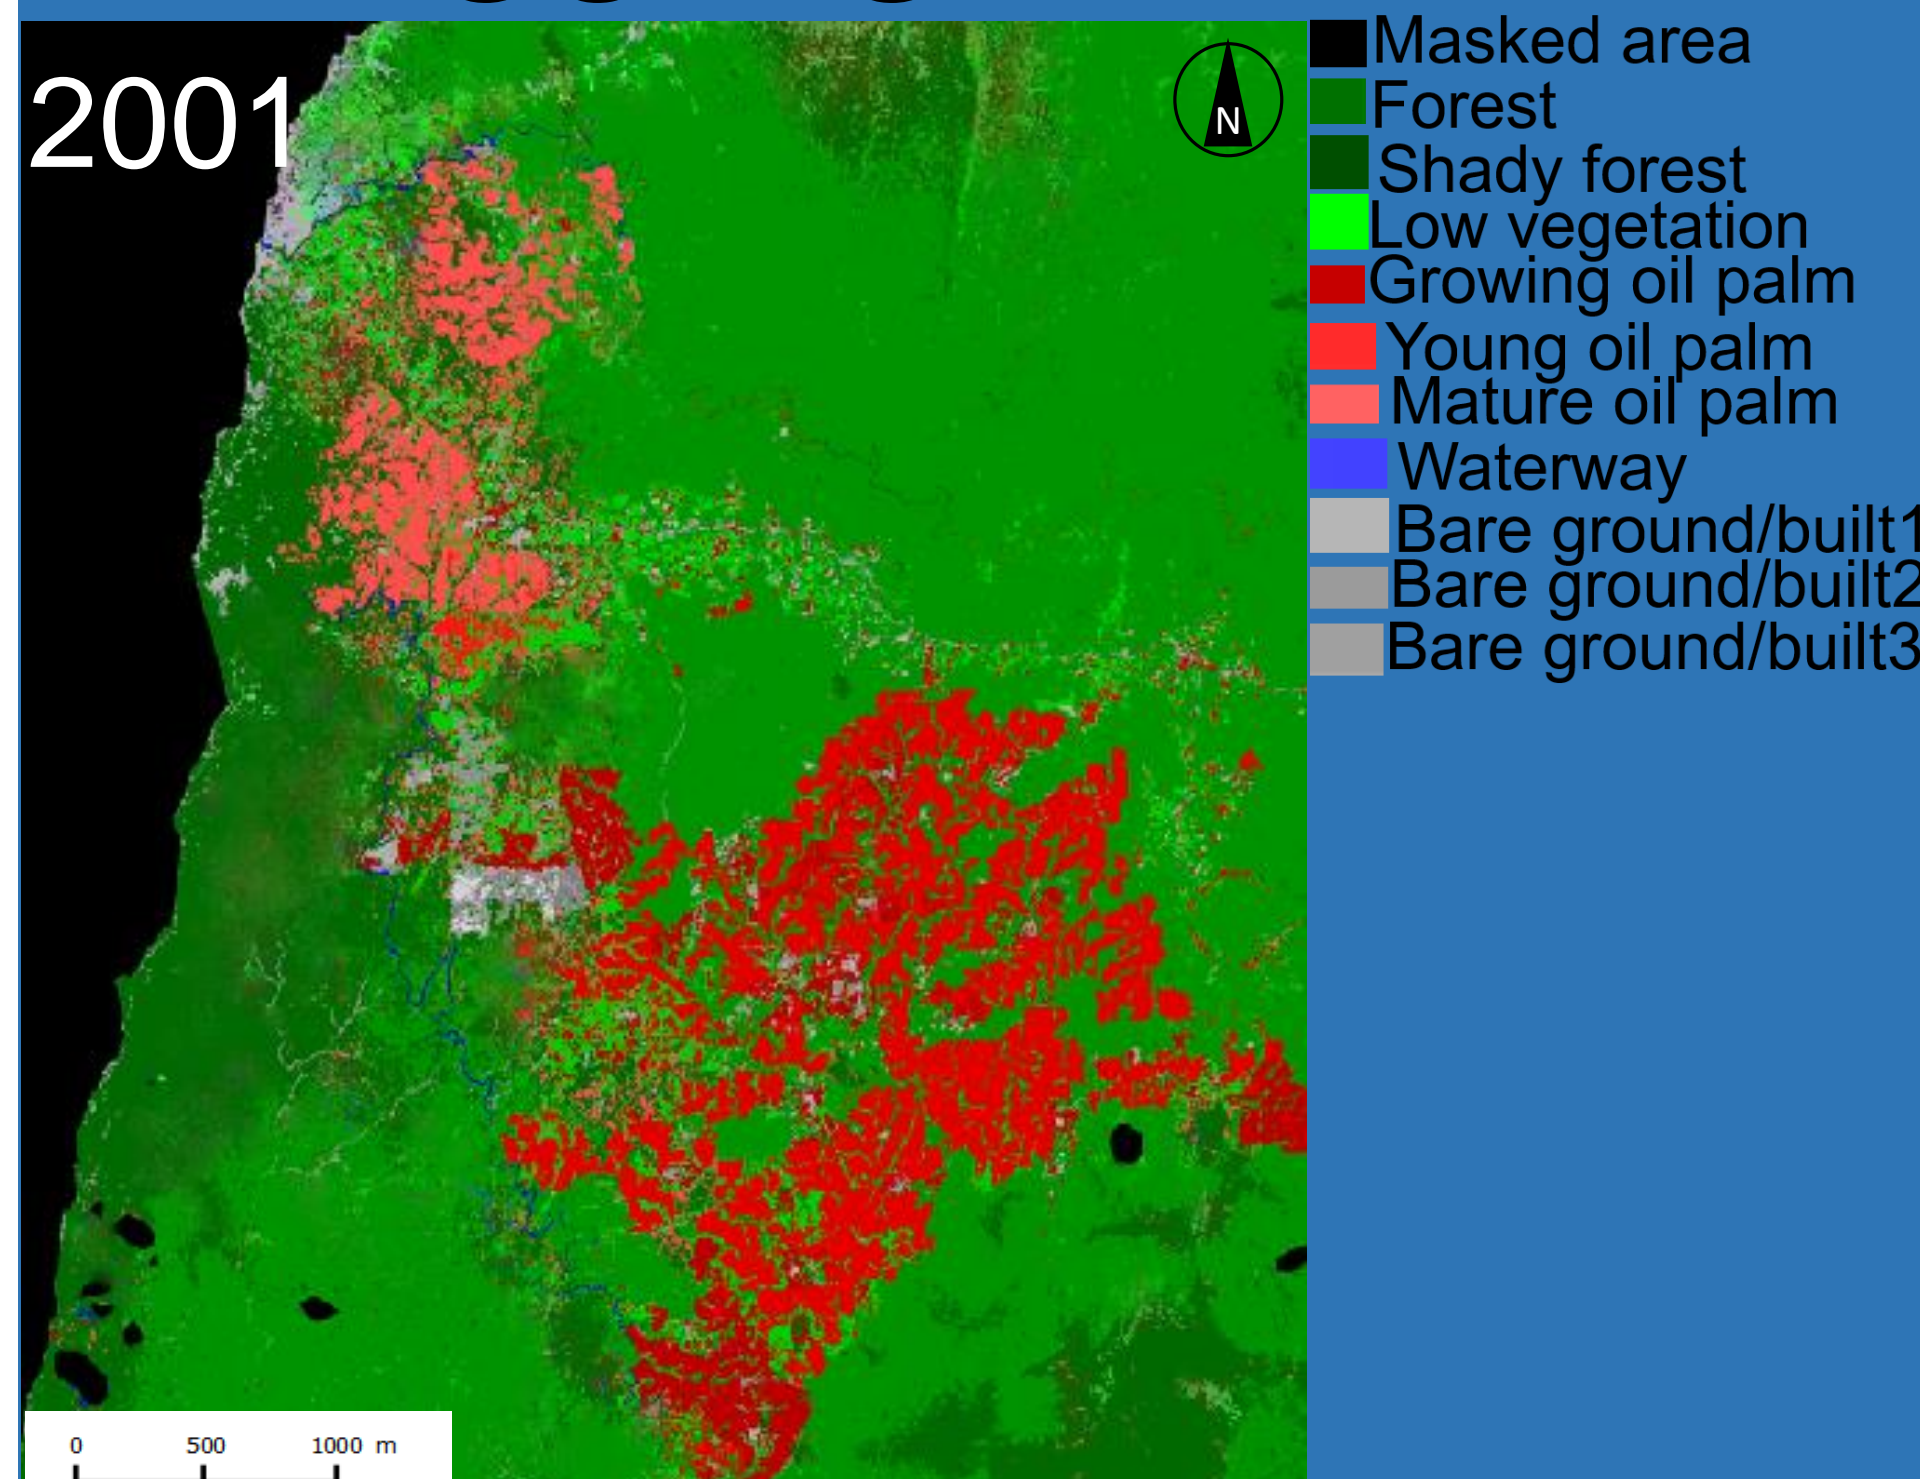 2001
N
Masked area
Forest
Shady forest
Low vegetation
Growing oil palm
Young oil palm
Mature oil palm
Waterway
Bare ground/built1
Bare ground/built2
Bare ground/built3
0 500 1000 m